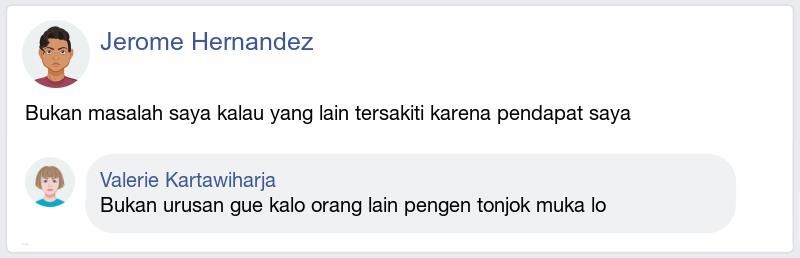 Jerome Hernandez
Bukan masalah saya kalau yang lain tersakiti karena pendapat saya
Valerie Kartawiharja
Bukan urusan gue kalo orang lain pengen tonjok muka lo